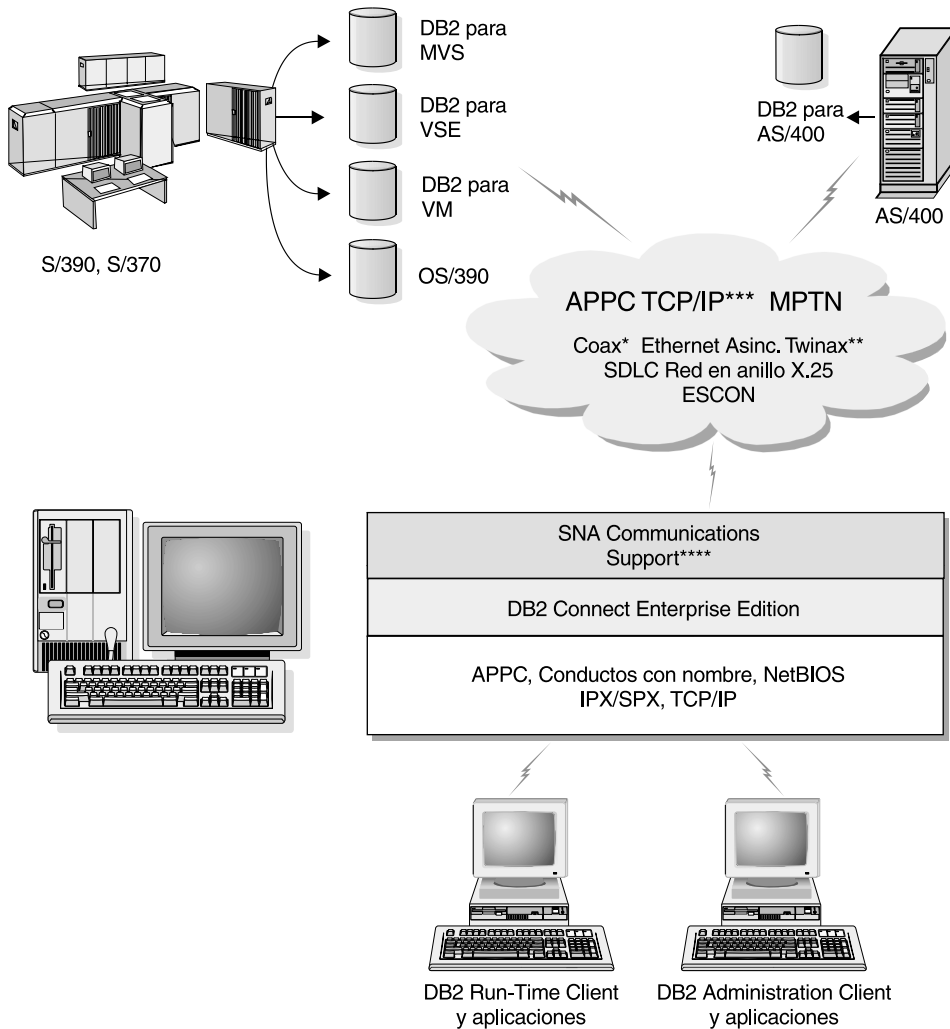 DB2 para
MVS
DB2 para
VSE
DB2 para
VM
OS/390
S/390, S/370
DB2 para
AS/400
AS/400
APPC TCP/IP*** MPTN
Coax* Ethernet Asinc. Twinax**
SDLC Red en anillo X.25
ESCON
SNA Communications
Support****
DB2 Connect Enterprise Edition
APPC, Conductos con nombre, NetBIOS
IPX/SPX, TCP/IP
DB2 Run-Time Client
y aplicaciones
DB2 Administration Client
y aplicaciones